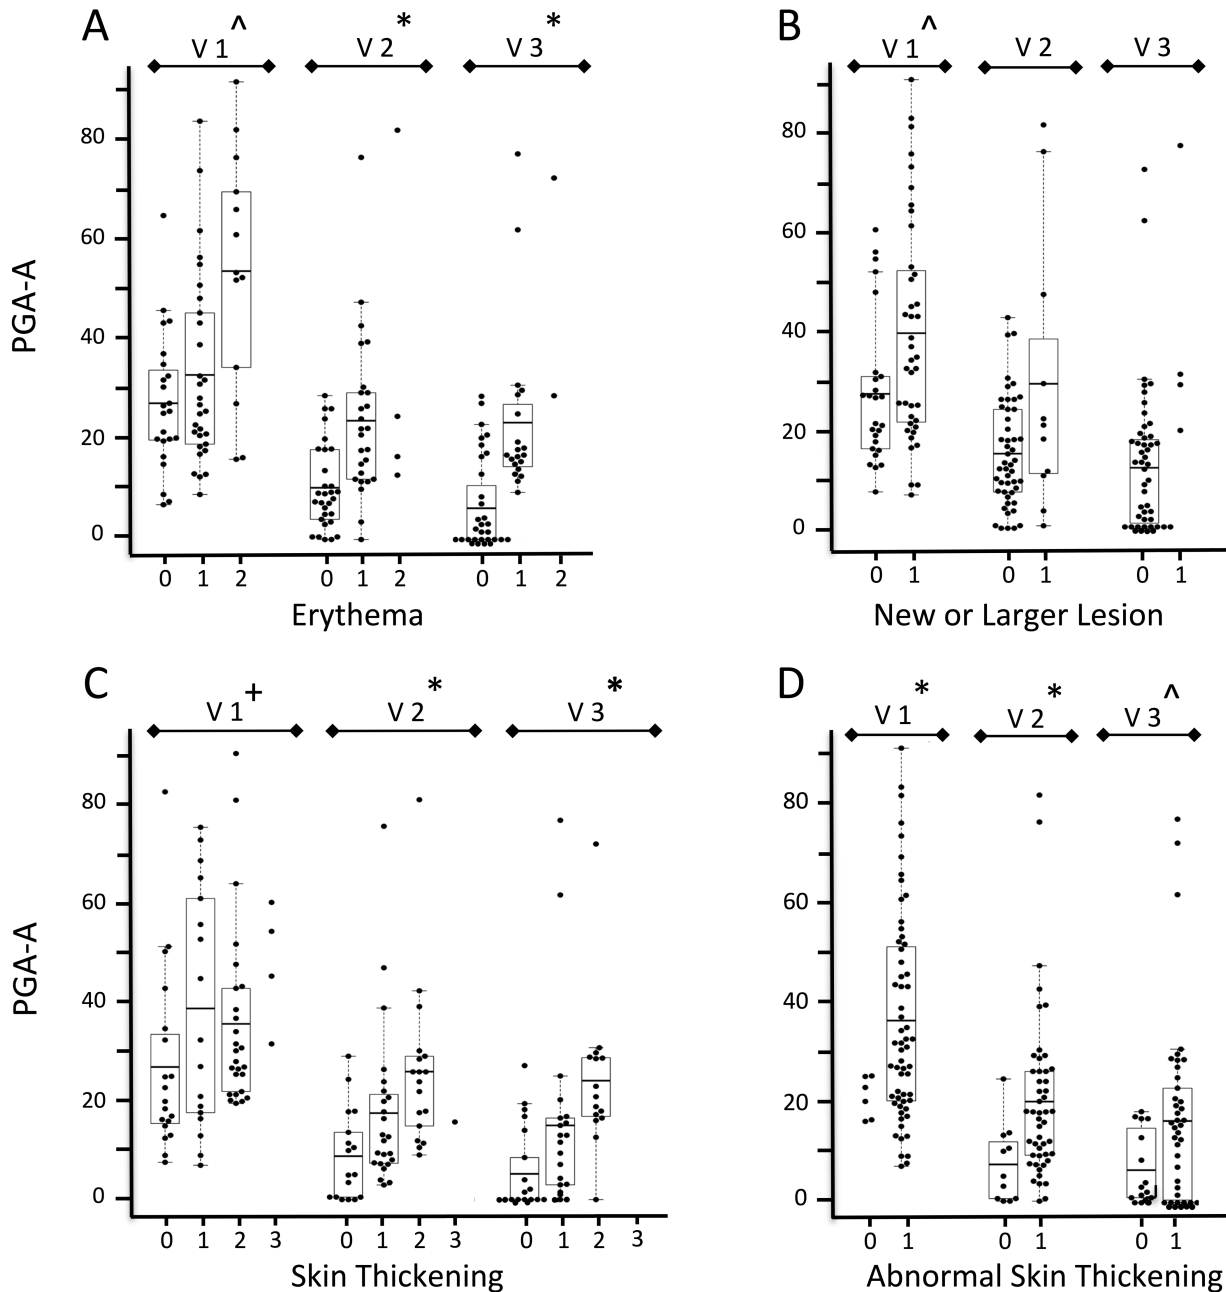 A
V 1 ^
V 2 *
V 3 *
PGA-A
80
60
40
20
0
0 1 2 0 1 2 0 1 2
Erythema
B
V 1 ^
V 2
V 3
80
60
40
20
0
0 1 0 1 0 1
New or Larger Lesion
C
V 1 +
V 2 *
V 3 *
PGA-A
80
60
40
20
0
0 1 2 3 0 1 2 3 0 1 2 3
Skin Thickening
D
V 1 *
V 2 *
V 3 ^
80
60
40
20
0
0 1 0 1 0 1
Abnormal Skin Thickening